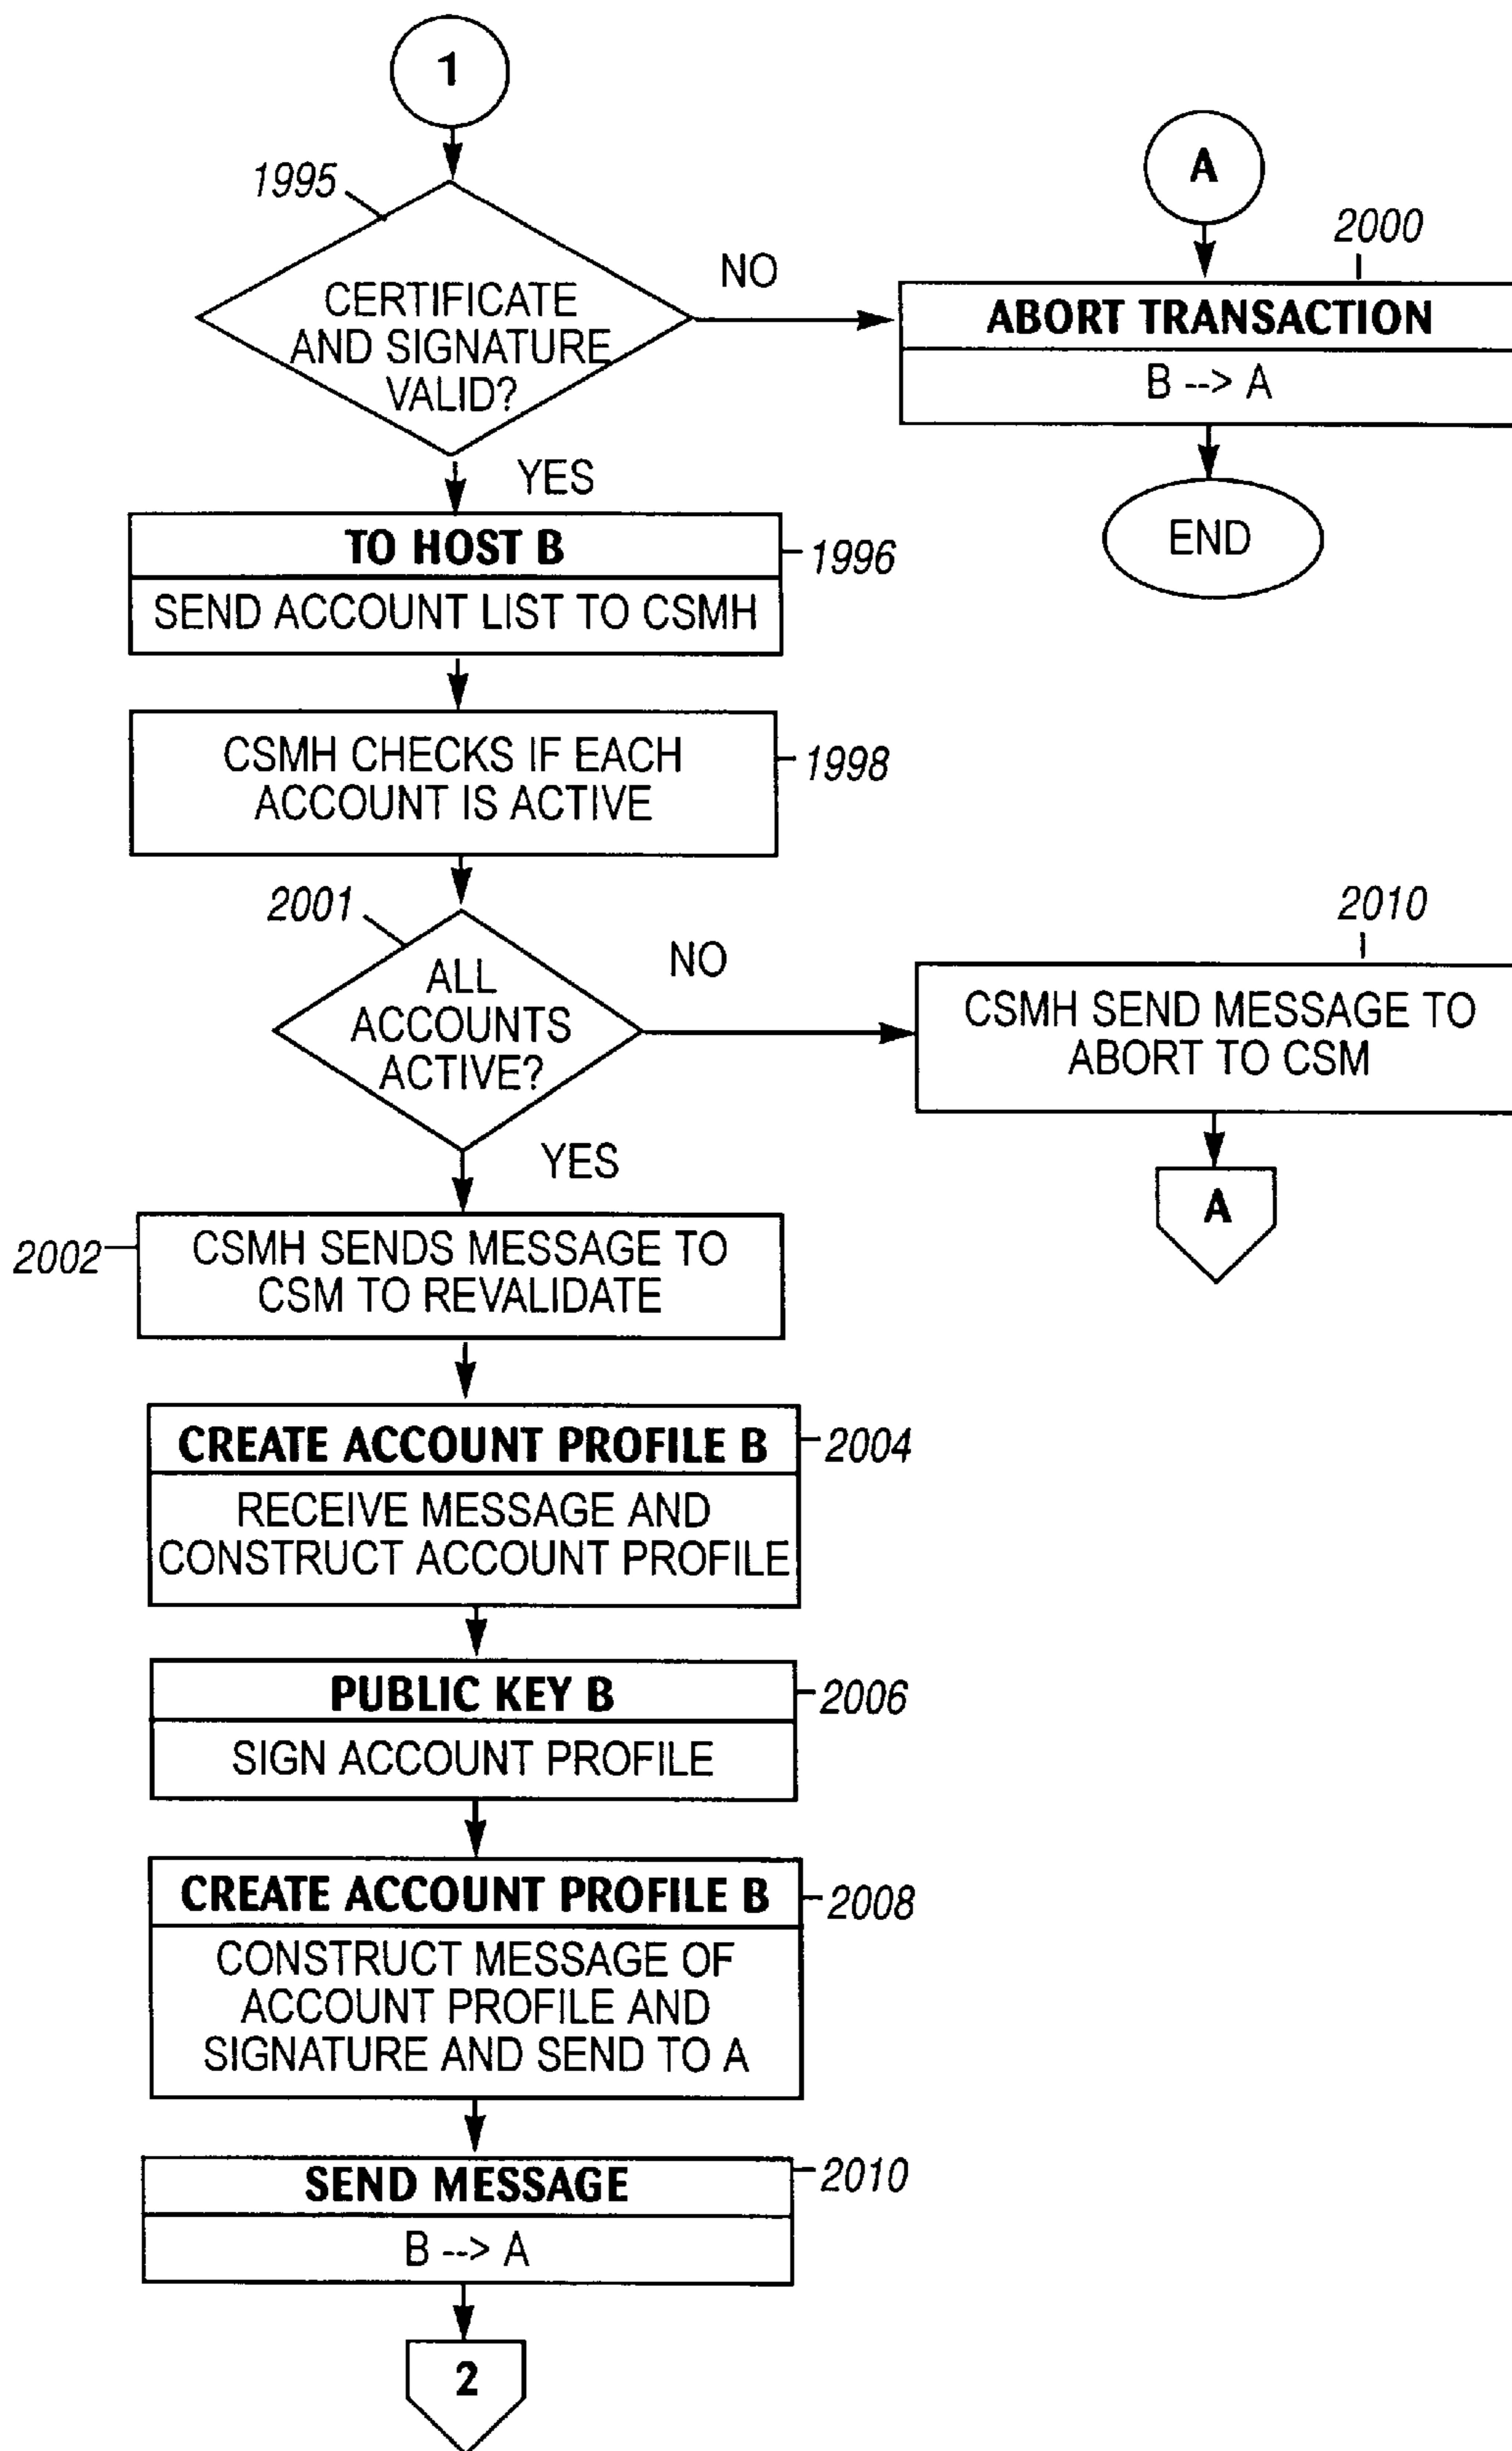 1
1995
CERTIFICATE
AND SIGNATURE
VALID?
NO
A
2000
ABORT TRANSACTION
B --> A
END
YES
TO HOST B
1996
SEND ACCOUNT LIST TO CSMH
CSMH CHECKS IF EACH
ACCOUNT IS ACTIVE
1998
2001
ALL
ACCOUNTS
ACTIVE?
NO
2010
CSMH SEND MESSAGE TO
ABORT TO CSM
A
YES
2002
CSMH SENDS MESSAGE TO
CSM TO REVALIDATE
CREATE ACCOUNT PROFILE B
2004
RECEIVE MESSAGE AND
CONSTRUCT ACCOUNT PROFILE
PUBLIC KEY B
2006
SIGN ACCOUNT PROFILE
CREATE ACCOUNT PROFILE B
2008
CONSTRUCT MESSAGE OF
ACCOUNT PROFILE AND
SIGNATURE AND SEND TO A
SEND MESSAGE
2010
B --> A
2